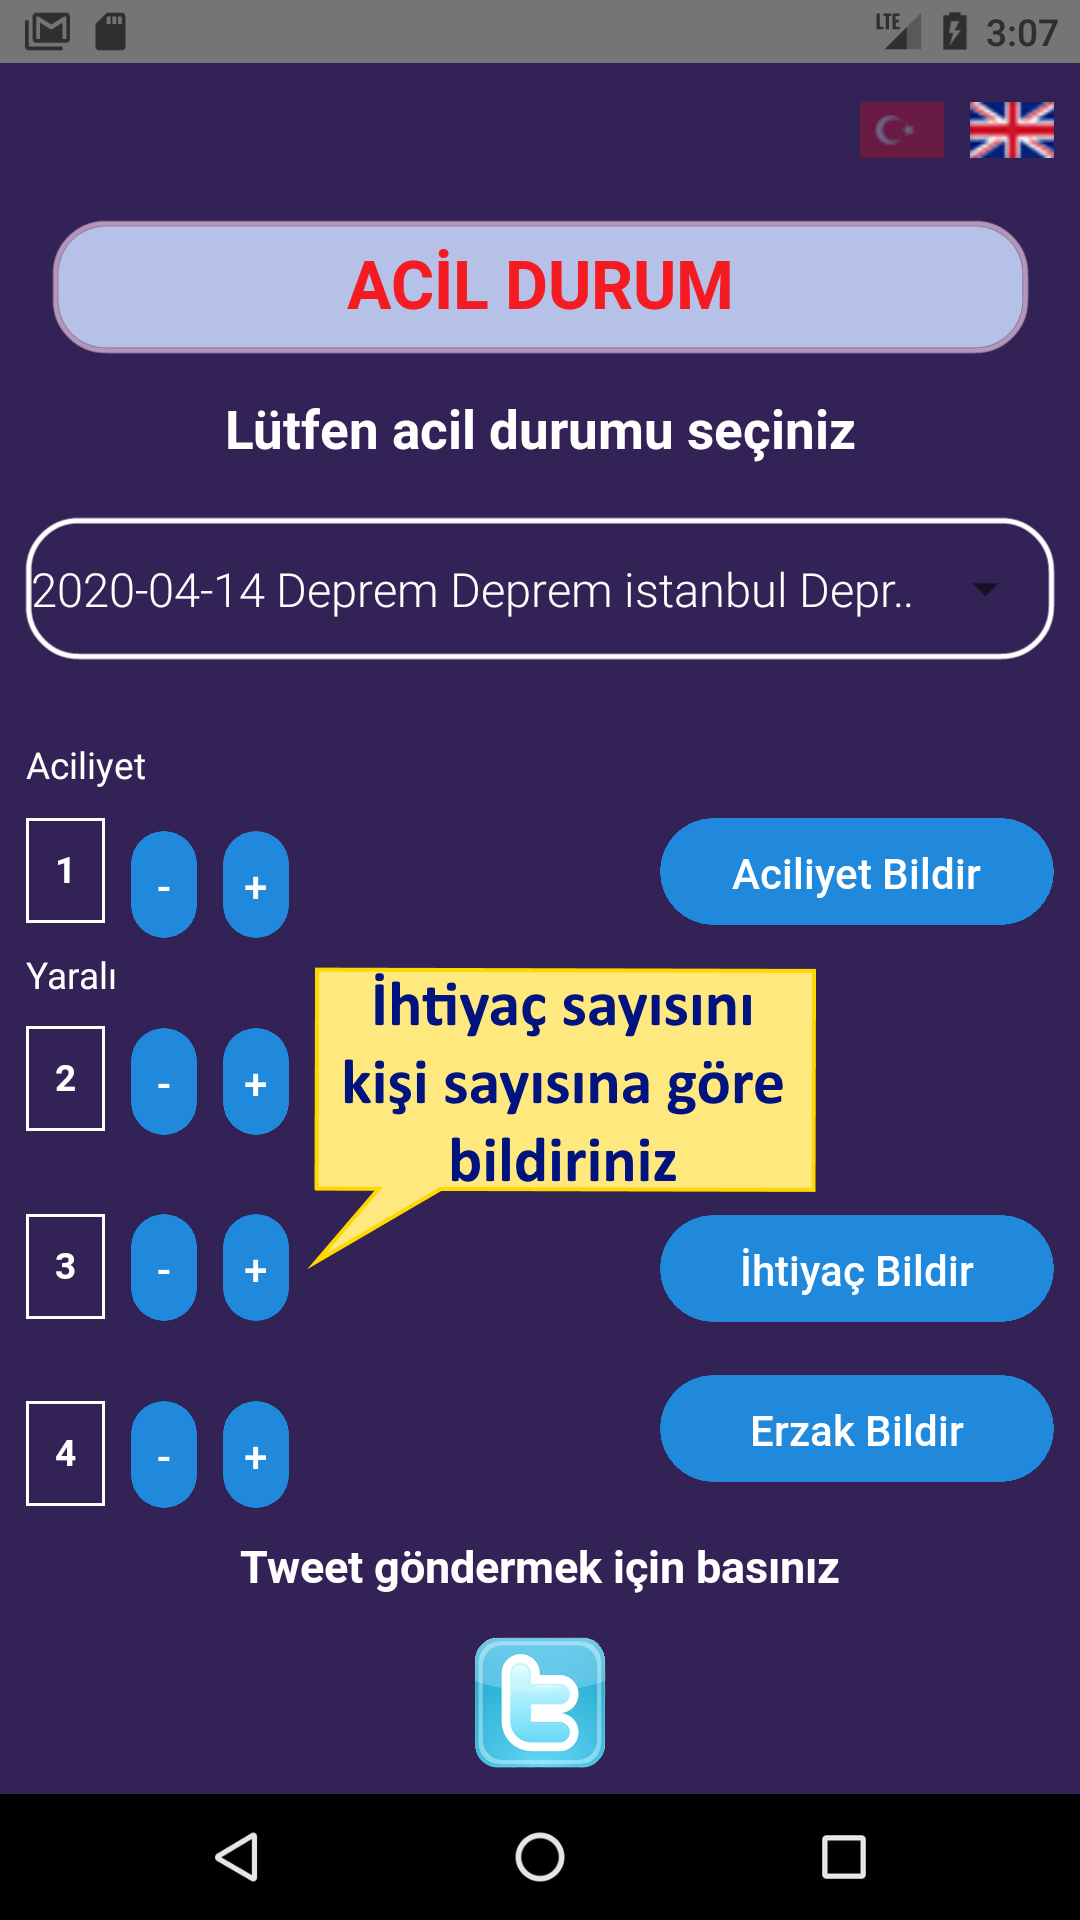 LTE 3:07
ACİL DURUM
Lütfen acil durumu seçiniz
2020-04-14 Deprem Deprem istanbul Depr..
Aciliyet
1 - + Aciliyet Bildir
Yaralı
2 - +
İhtiyaç sayısını
kişi sayısına göre
bildiriniz
3 - + İhtiyaç Bildir
4 - + Erzak Bildir
Tweet göndermek için basınız
t